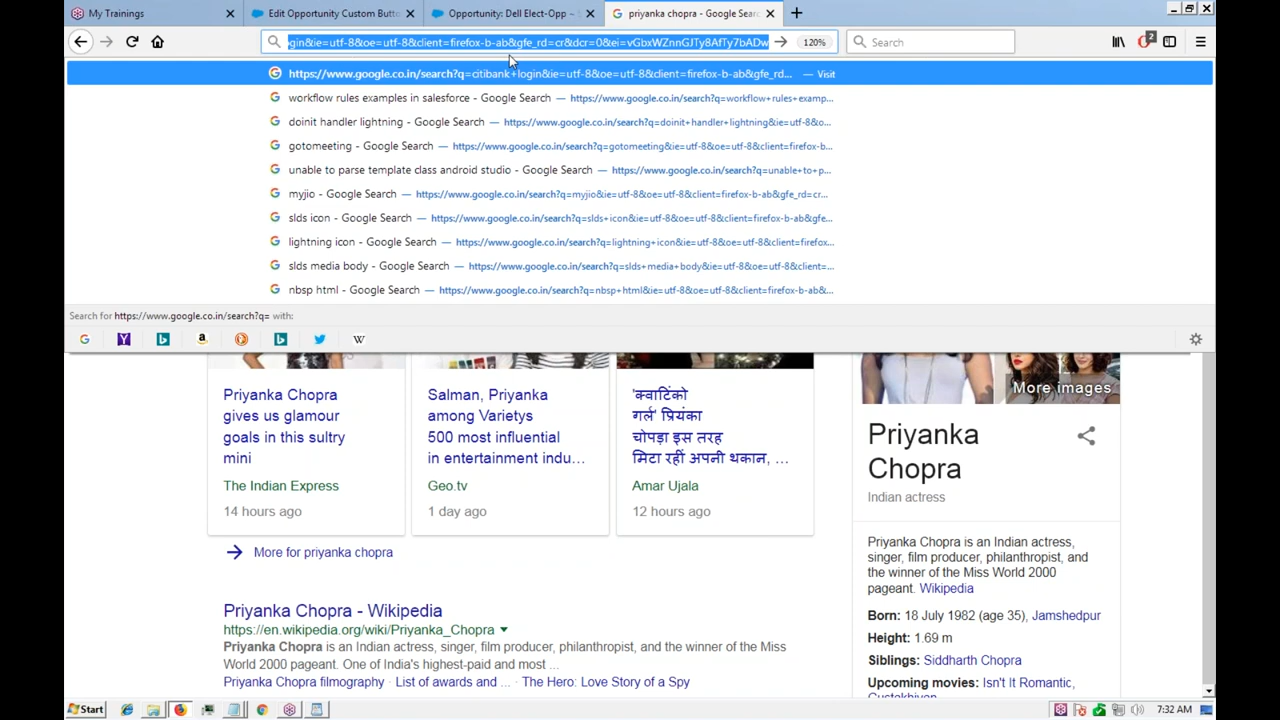 My Trainings
Edit Opportunity Custom Butto
Opportunity: Dell Elect-Opp ~
priyanka chopra - Google Sear
ogin&ie=utf-8&oe=utf-8&client=firefox-b-ab&gfe_rd=cr&dcr=0&ei=vGbxWZnnGJTy8AfTy7bADw
120%
Search
2
https://www.google.co.in/search?q=citibank+login&ie=utf-8&oe=utf-8&client=firefox-b-ab&gfe_rd... — Visit
workflow rules examples in salesforce - Google Search — https://www.google.co.in/search?q=workflow+rules+examp...
doinit handler lightning - Google Search — https://www.google.co.in/search?q=doinit+handler+lightning&ie=utf-8&o...
gotomeeting - Google Search — https://www.google.co.in/search?q=gotomeeting&ie=utf-8&oe=utf-8&client=firefox-b...
unable to parse template class android studio - Google Search — https://www.google.co.in/search?q=unable+to+p...
myjio - Google Search — https://www.google.co.in/search?q=myjio&ie=utf-8&oe=utf-8&client=firefox-b-ab&gfe_rd=cr...
slds icon - Google Search — https://www.google.co.in/search?q=slds+icon&ie=utf-8&oe=utf-8&client=firefox-b-ab&gfe...
lightning icon - Google Search — https://www.google.co.in/search?q=lightning+icon&ie=utf-8&oe=utf-8&client=firefox...
slds media body - Google Search — https://www.google.co.in/search?q=slds+media+body&ie=utf-8&oe=utf-8&client=...
nbsp html - Google Search — https://www.google.co.in/search?q=nbsp+html&ie=utf-8&oe=utf-8&client=firefox-b-ab&...
Search for https://www.google.co.in/search?q= with:
Priyanka Chopra
gives us glamour
goals in this sultry
mini
The Indian Express
14 hours ago
Salman, Priyanka
among Varietys
500 most influential
in entertainment indu...
Geo.tv
1 day ago
'क्वांटिको
गर्ल' प्रियंका
चोपड़ा इस तरह
मिटा रहीं अपनी थकान, ...
Amar Ujala
12 hours ago
More for priyanka chopra
Priyanka Chopra - Wikipedia
https://en.wikipedia.org/wiki/Priyanka_Chopra
Priyanka Chopra is an Indian actress, singer, film producer, philanthropist, and the winner of the Miss
World 2000 pageant. One of India's highest-paid and most ...
Priyanka Chopra filmography · List of awards and ... · The Hero: Love Story of a Spy
More images
Priyanka
Chopra
Indian actress
Priyanka Chopra is an Indian actress,
singer, film producer, philanthropist, and
the winner of the Miss World 2000
pageant. Wikipedia
Born: 18 July 1982 (age 35), Jamshedpur
Height: 1.69 m
Siblings: Siddharth Chopra
Upcoming movies: Isn't It Romantic,
Start
7:32 AM